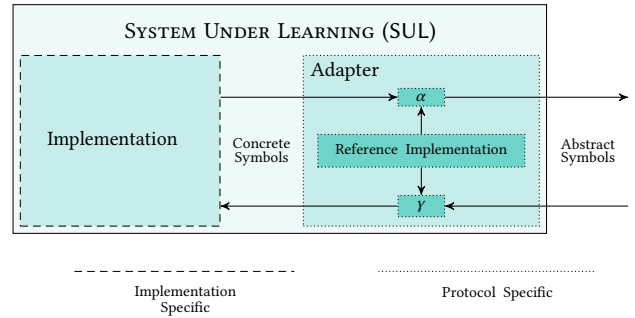 SYSTEM UNDER LEARNING (SUL)
Adapter
α
Implementation
Concrete
Symbols
Reference Implementation
Abstract
Symbols
γ
Implementation
Specific
Protocol Specific